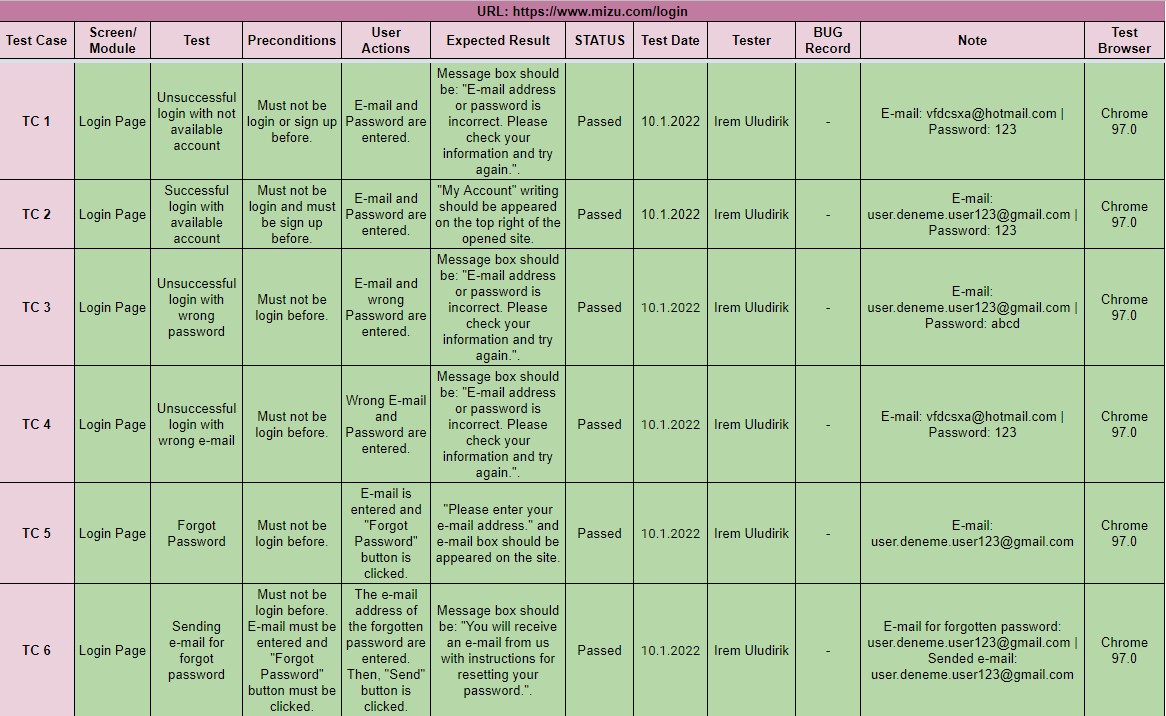 URL: https://www.mizu.com/login
Test Case
Screen/
Module
Test
Preconditions
User
Actions
Expected Result
STATUS
Test Date
Tester
BUG
Record
Note
Test
Browser
TC 1
Login Page
Unsuccessful
login with not
available
account
Must not be
login or sign up
before.
E-mail and
Password are
entered.
Message box should
be: "E-mail address
or password is
incorrect. Please
check your
information and try
again.".
Passed
10.1.2022
Irem Uludirik
-
E-mail: vfdcsxa@hotmail.com |
Password: 123
Chrome
97.0
TC 2
Login Page
Successful
login with
available
account
Must not be
login and must
be sign up
before.
E-mail and
Password are
entered.
"My Account" writing
should be appeared
on the top right of the
opened site.
Passed
10.1.2022
Irem Uludirik
-
E-mail:
user.deneme.user123@gmail.com |
Password: 123
Chrome
97.0
TC 3
Login Page
Unsuccessful
login with
wrong
password
Must not be
login before.
E-mail and
wrong
Password are
entered.
Message box should
be: "E-mail address
or password is
incorrect. Please
check your
information and try
again.".
Passed
10.1.2022
Irem Uludirik
-
E-mail:
user.deneme.user123@gmail.com |
Password: abcd
Chrome
97.0
TC 4
Login Page
Unsuccessful
login with
wrong e-mail
Must not be
login before.
Wrong E-mail
and
Password are
entered.
Message box should
be: "E-mail address
or password is
incorrect. Please
check your
information and try
again.".
Passed
10.1.2022
Irem Uludirik
-
E-mail: vfdcsxa@hotmail.com |
Password: 123
Chrome
97.0
TC 5
Login Page
Forgot
Password
Must not be
login before.
E-mail is
entered and
"Forgot
Password"
button is
clicked.
"Please enter your
e-mail address." and
e-mail box should be
appeared on the site.
Passed
10.1.2022
Irem Uludirik
-
E-mail:
user.deneme.user123@gmail.com
Chrome
97.0
TC 6
Login Page
Sending
e-mail for
forgot
password
Must not be
login before.
E-mail must be
entered and
"Forgot
Password"
button must be
clicked.
The e-mail
address of
the forgotten
password are
entered.
Then, "Send"
button is
clicked.
Message box should
be: "You will receive
an e-mail from us
with instructions for
resetting your
password.".
Passed
10.1.2022
Irem Uludirik
-
E-mail for forgotten password:
user.deneme.user123@gmail.com |
Sended e-mail:
user.deneme.user123@gmail.com
Chrome
97.0